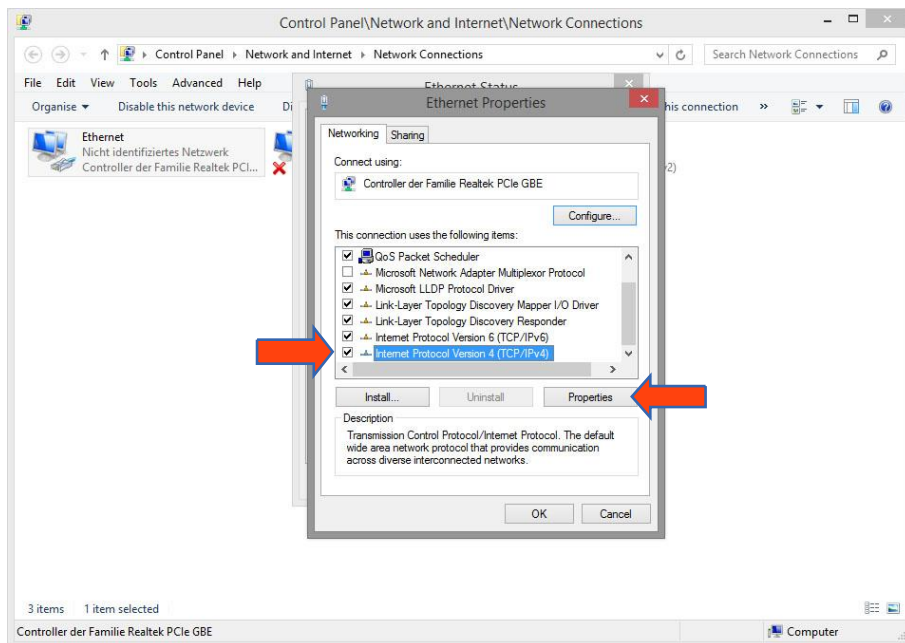 Control Panel\Network and Internet\Network Connections
Control Panel Network and Internet Network Connections
Search Network Connections
File Edit View Tools Advanced Help
Organise Disable this network device Di
his connection »
Ethernet
Nicht identifiziertes Netzwerk
Controller der Familie Realtek PCI...
v2)
Ethernet Status
Ethernet Properties
Networking Sharing
Connect using:
Controller der Familie Realtek PCIe GBE
Configure...
This connection uses the following items:
QoS Packet Scheduler
Microsoft Network Adapter Multiplexor Protocol
Microsoft LLDP Protocol Driver
Link-Layer Topology Discovery Mapper I/O Driver
Link-Layer Topology Discovery Responder
Internet Protocol Version 6 (TCP/IPv6)
Internet Protocol Version 4 (TCP/IPv4)
Install... Uninstall Properties
Description
Transmission Control Protocol/Internet Protocol. The default
wide area network protocol that provides communication
across diverse interconnected networks.
OK Cancel
3 items 1 item selected
Controller der Familie Realtek PCIe GBE
Computer